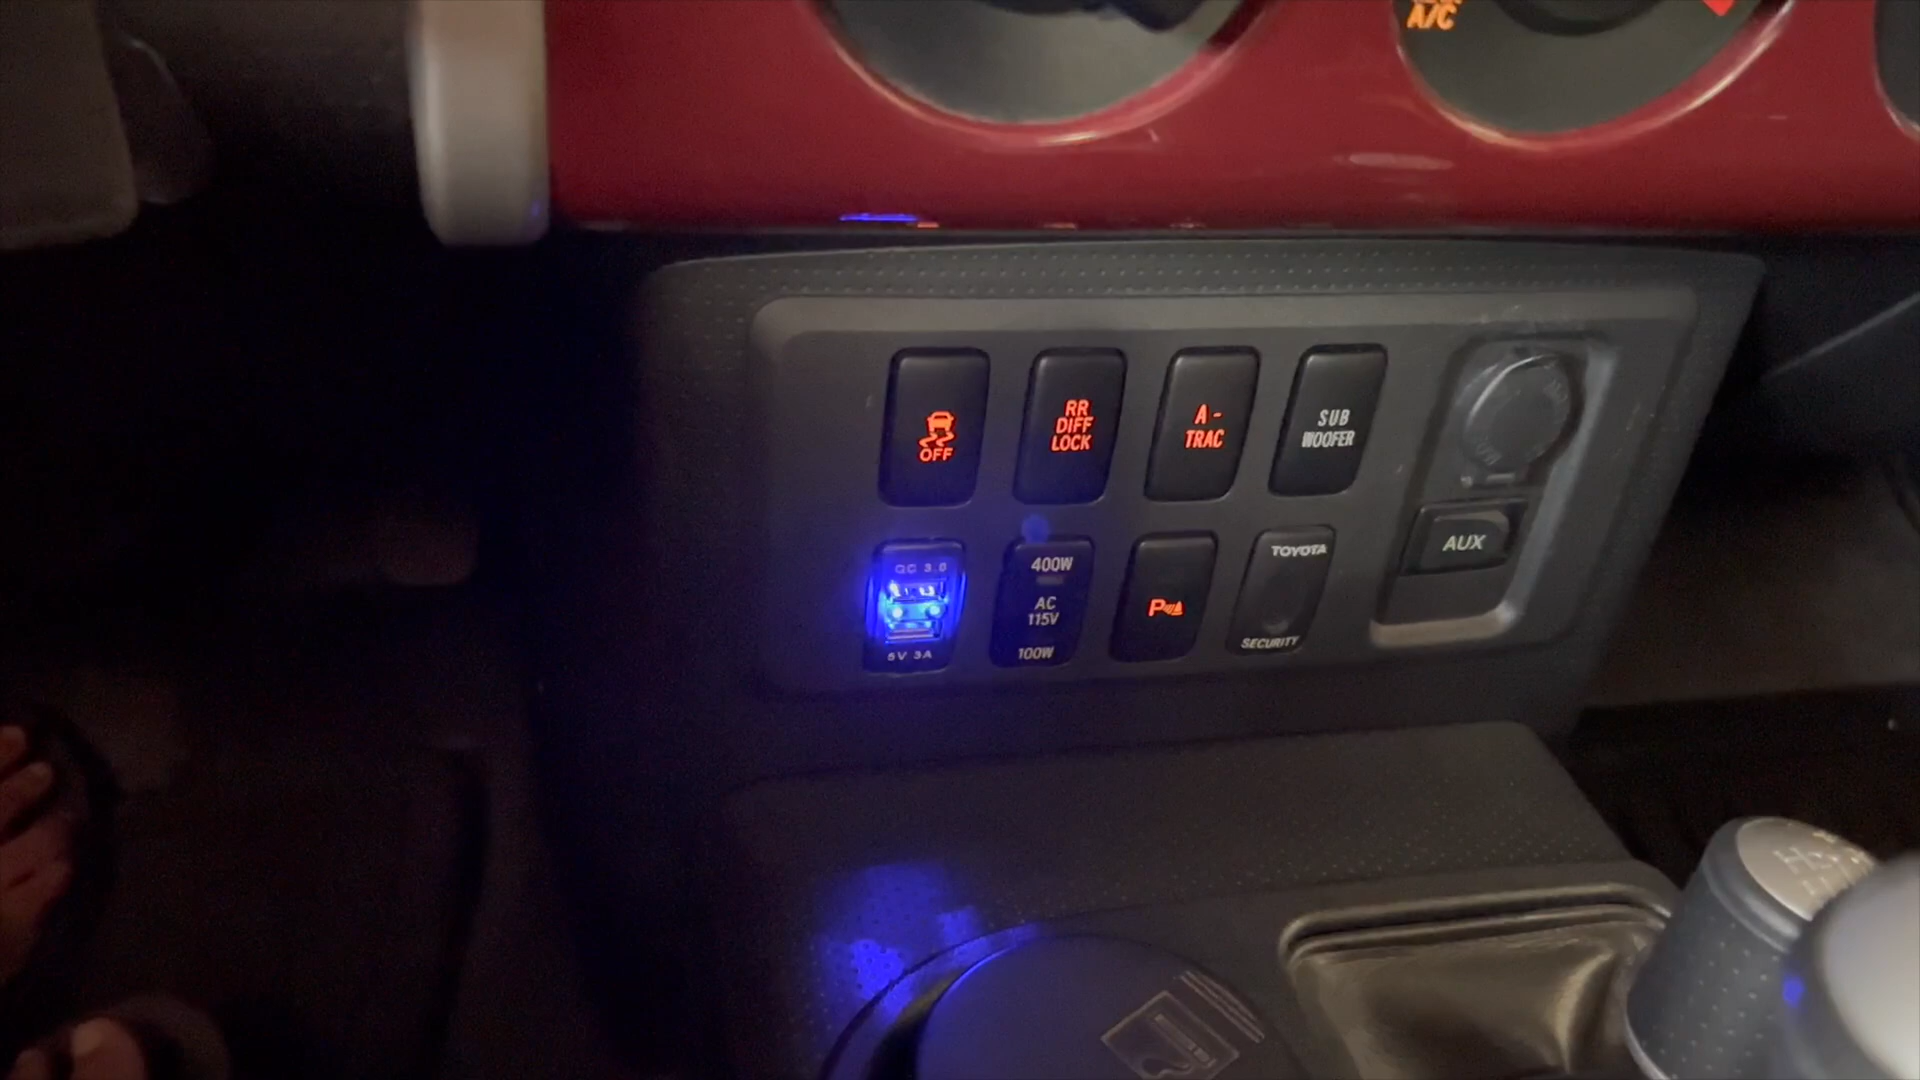 A/C
OFF
RR
DIFF
LOCK
A -
TRAC
SUB
WOOFER
QC 3.0
5V 3A
400W
AC
115V
100W
P
TOYOTA
SECURITY
AUX